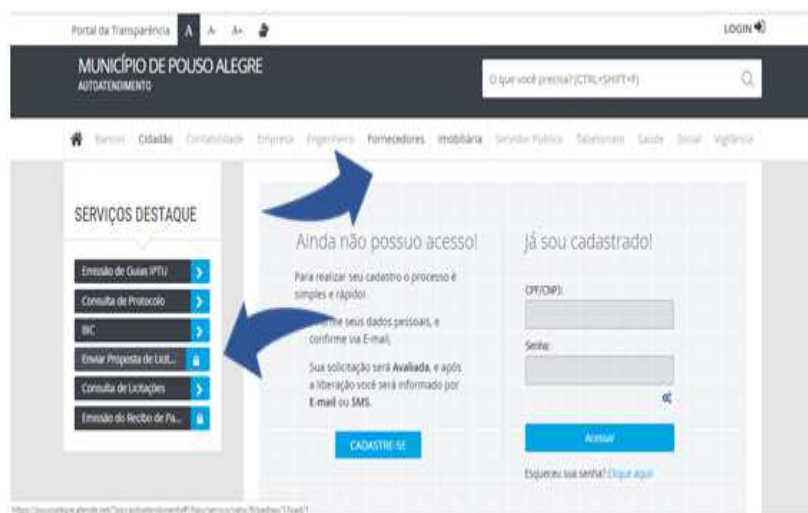 Portal da Transparência A A- A+ LOGIN
MUNICÍPIO DE POUSO ALEGRE
AUTOATENDIMENTO
O que você precisa? (CTRL+SHIFT+F)
Bancos Cidadão Contabilidade Empresa Engenheiro Fornecedores Imobiliária Servidor Público Tabelionato Saúde Social Vigilância
SERVIÇOS DESTAQUE
Emissão de Guias IPTU
Consulta de Protocolo
BIC
Enviar Proposta de Licit...
Consulta de Licitações
Emissão do Recibo de Pa...
Ainda não possuo acesso!
Para realizar seu cadastro o processo é
simples e rápido!
seus dados pessoais, e
confirme via E-mail;
Sua solicitação será Avaliada, e após
a liberação você será informado por
E-mail ou SMS.
CADASTRE-SE
Já sou cadastrado!
CPF/CNPJ:
Senha:
Acessar
Esqueceu sua senha? Clique aqui!